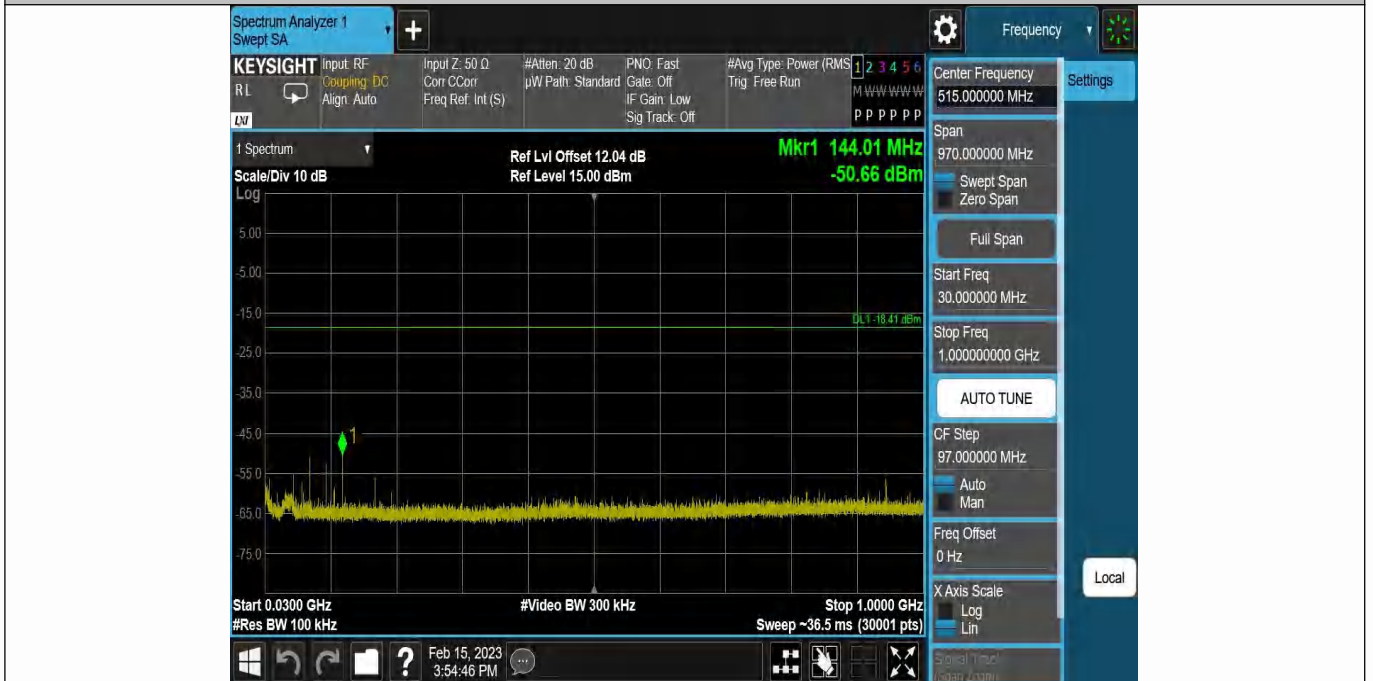 Spectrum Analyzer 1
Swept SA
+
Frequency
KEYSIGHT
RL
LXI
Input: RF
Coupling: DC
Align: Auto
Input Z: 50 Ω
Corr CCorr
Freq Ref: Int (S)
#Atten: 20 dB
µW Path: Standard
PNO: Fast
Gate: Off
IF Gain: Low
Sig Track: Off
#Avg Type: Power (RMS
Trig: Free Run
1 2 3 4 5 6
M W W W W W
P P P P P P
Center Frequency
515.000000 MHz
Settings
Span
970.000000 MHz
Swept Span
Zero Span
Full Span
Start Freq
30.000000 MHz
Stop Freq
1.000000000 GHz
AUTO TUNE
CF Step
97.000000 MHz
Auto
Man
Freq Offset
0 Hz
X Axis Scale
Log
Lin
Signal Track
(Span Zoom)
Local
1 Spectrum
Scale/Div 10 dB
Ref Lvl Offset 12.04 dB
Ref Level 15.00 dBm
Mkr1 144.01 MHz
-50.66 dBm
Log
5.00
-5.00
-15.0
DL1 -18.41 dBm
-25.0
-35.0
-45.0
1
-55.0
-65.0
-75.0
Start 0.0300 GHz
#Video BW 300 kHz
Stop 1.0000 GHz
#Res BW 100 kHz
Sweep ~36.5 ms (30001 pts)
?
Feb 15, 2023
3:54:46 PM